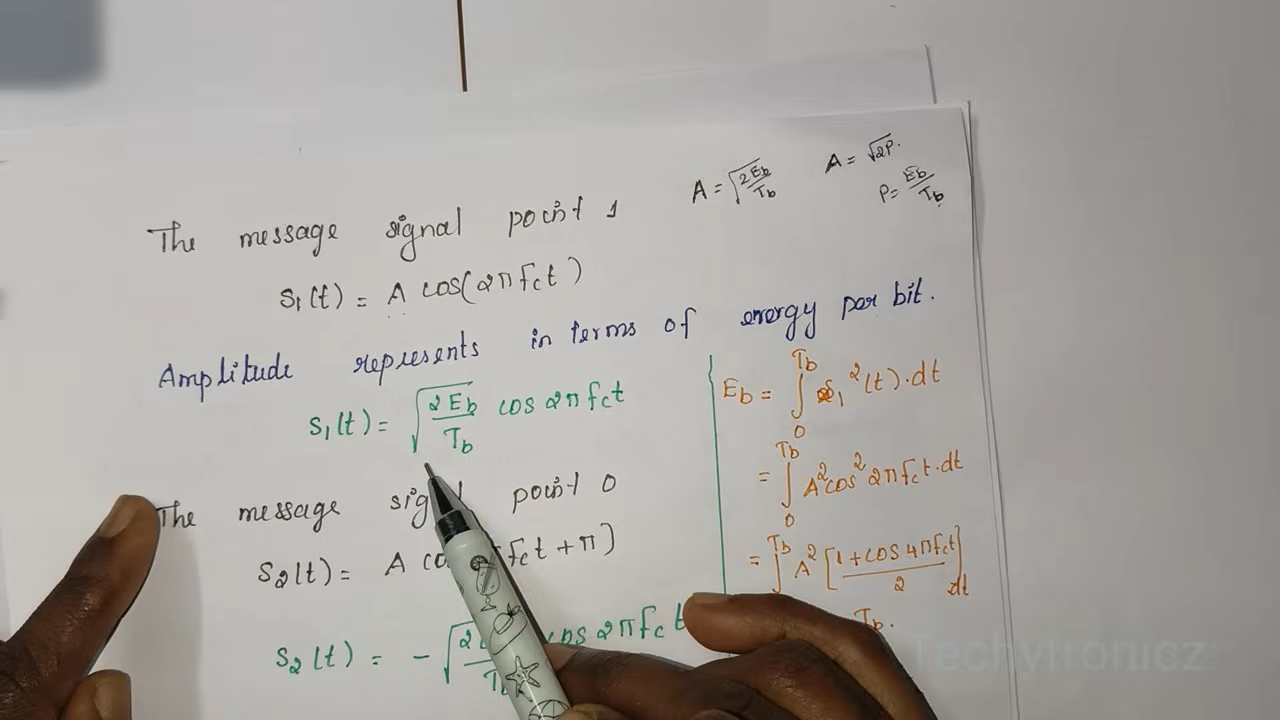 The message signal point 1
A = √(2Eb/Tb)
A = √2P.
P = Eb/Tb
S1(t) = A cos(2πfct)
Amplitude represents in terms of energy per bit.
S1(t) = √(2Eb/Tb) cos 2πfct
The message point 0
S2(t) = A fct + π)
S2(t) = -√ cos 2πfct
Eb = ∫0^Tb S1²(t).dt
= ∫0^Tb A²cos² 2πfct.dt
= ∫^Tb A² [(1+cos 4πfct)/2] dt
Tb.
Techytronicz